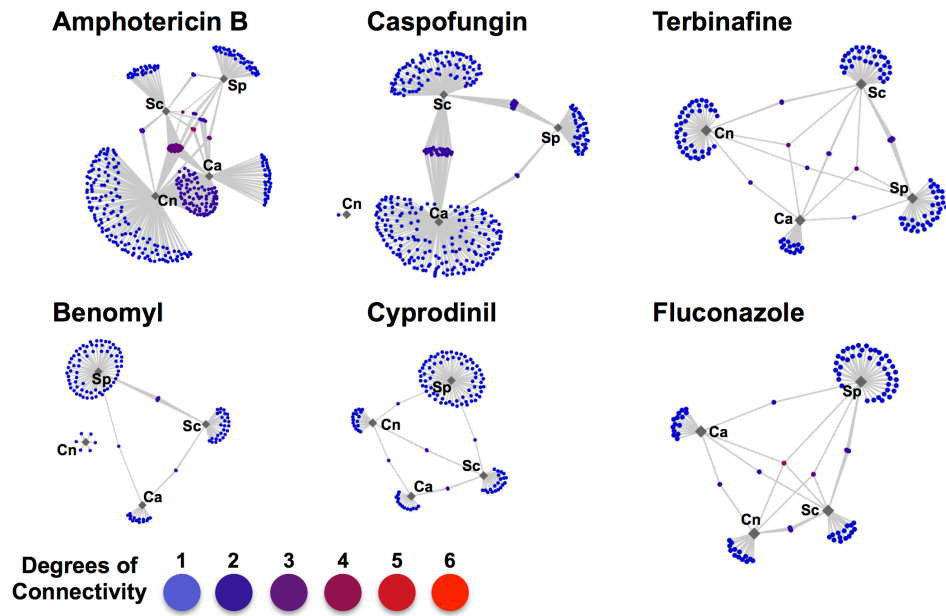 Amphotericin B
Caspofungin
Terbinafine
Sc
Sp
Ca
Cn
Sc
Sp
Cn
Ca
Sc
Cn
Sp
Ca
Benomyl
Cyprodinil
Fluconazole
Sp
Sc
Cn
Ca
Sp
Cn
Sc
Ca
Sp
Ca
Cn
Sc
Degrees of
Connectivity
1 2 3 4 5 6